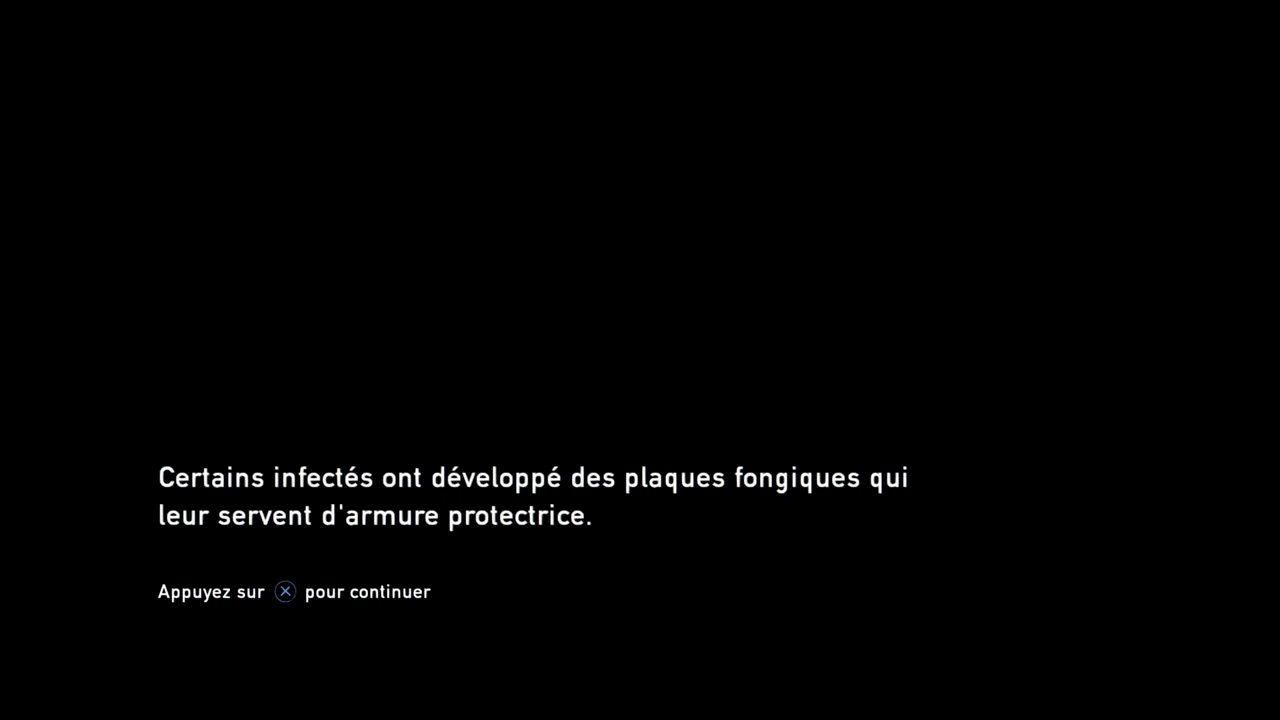 Certains infectés ont développé des plaques fongiques qui
leur servent d'armure protectrice.
Appuyez sur ⓧ pour continuer